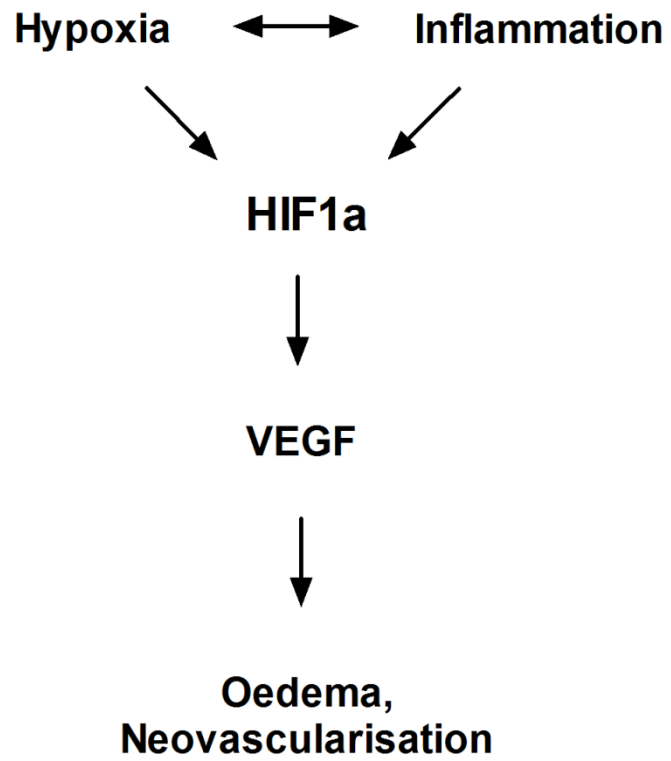 Hypoxia
Inflammation
HIF1a
VEGF
Oedema,
Neovascularisation